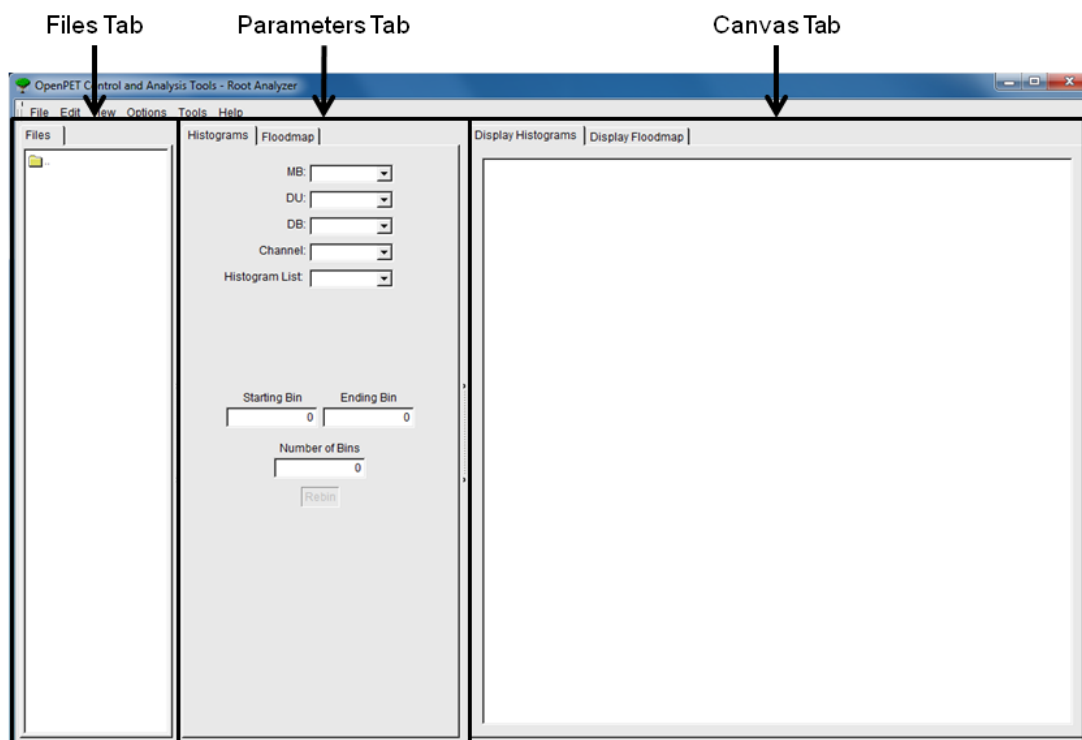 Files Tab Parameters Tab Canvas Tab
OpenPET Control and Analysis Tools - Root Analyzer
File Edit View Options Tools Help
Files Histograms Floodmap Display Histograms Display Floodmap
..
MB:
DU:
DB:
Channel:
Histogram List:
Starting Bin Ending Bin
0 0
Number of Bins
0
Rebin